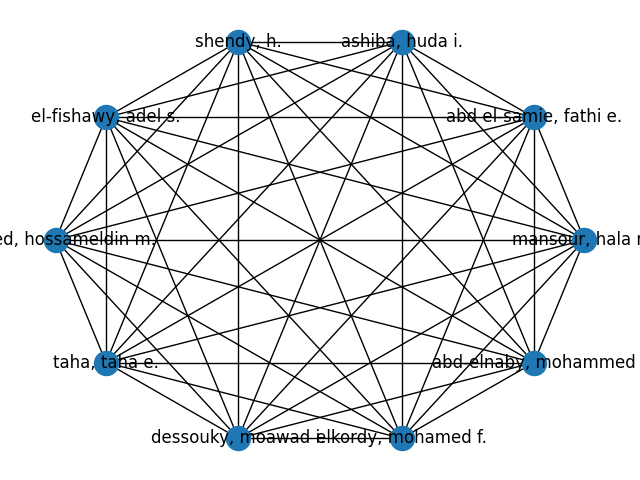 shendy, h.
ashiba, huda i.
el-fishawy, adel s.
abd el-samie, fathi e.
ed, hossameldin m.
mansour, hala
taha, taha e.
abd elnaby, mohammed
dessouky, moawad i.
elkordy, mohamed f.